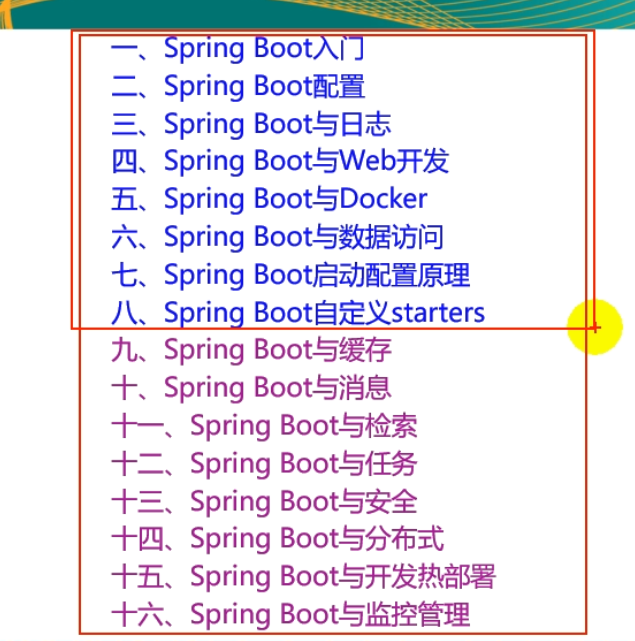 一、Spring Boot入门
二、Spring Boot配置
三、Spring Boot与日志
四、Spring Boot与Web开发
五、Spring Boot与Docker
六、Spring Boot与数据访问
七、Spring Boot启动配置原理
八、Spring Boot自定义starters
九、Spring Boot与缓存
十、Spring Boot与消息
十一、Spring Boot与检索
十二、Spring Boot与任务
十三、Spring Boot与安全
十四、Spring Boot与分布式
十五、Spring Boot与开发热部署
十六、Spring Boot与监控管理